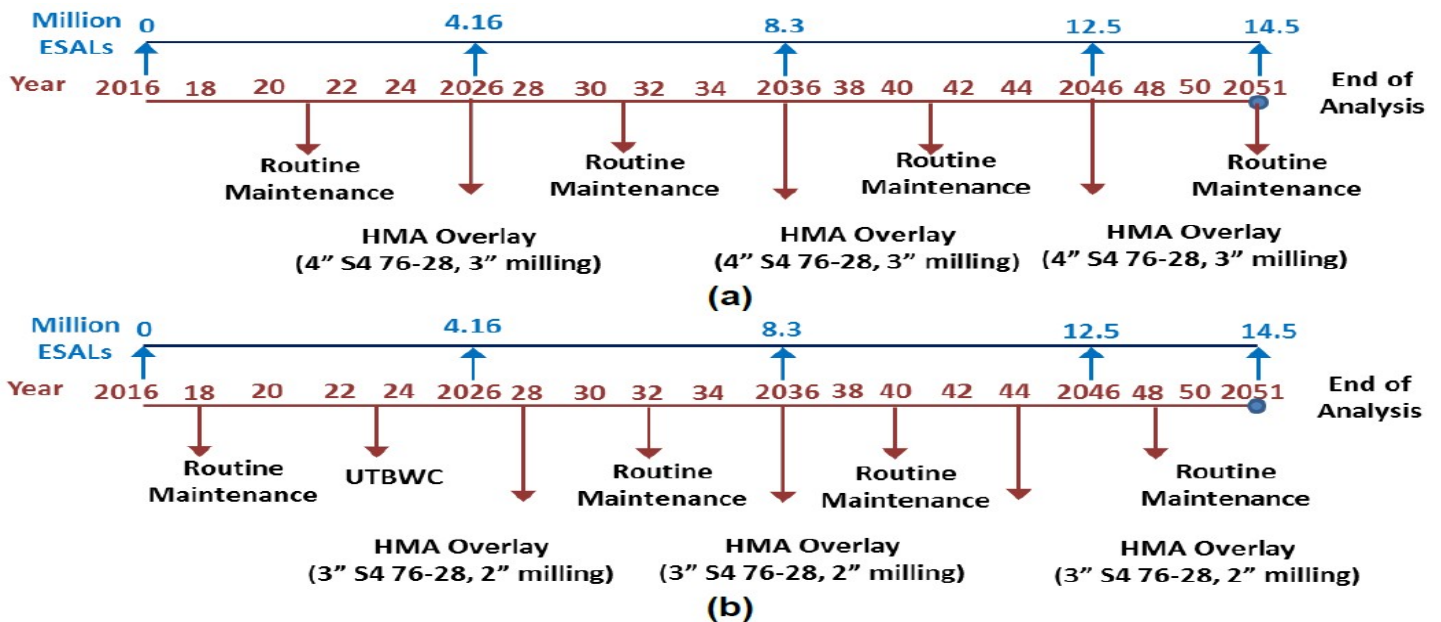 Million ESALs 0 4.16 8.3 12.5 14.5
Year 2016 18 20 22 24 2026 28 30 32 34 2036 38 40 42 44 2046 48 50 2051 End of Analysis
Routine Maintenance Routine Maintenance Routine Maintenance Routine Maintenance
HMA Overlay HMA Overlay HMA Overlay
(4” S4 76-28, 3” milling) (4” S4 76-28, 3” milling) (4” S4 76-28, 3” milling)
(a)
Million ESALs 0 4.16 8.3 12.5 14.5
Year 2016 18 20 22 24 2026 28 30 32 34 2036 38 40 42 44 2046 48 50 2051 End of Analysis
Routine Maintenance UTBWC Routine Maintenance Routine Maintenance Routine Maintenance
HMA Overlay HMA Overlay HMA Overlay
(3” S4 76-28, 2” milling) (3” S4 76-28, 2” milling) (3” S4 76-28, 2” milling)
(b)